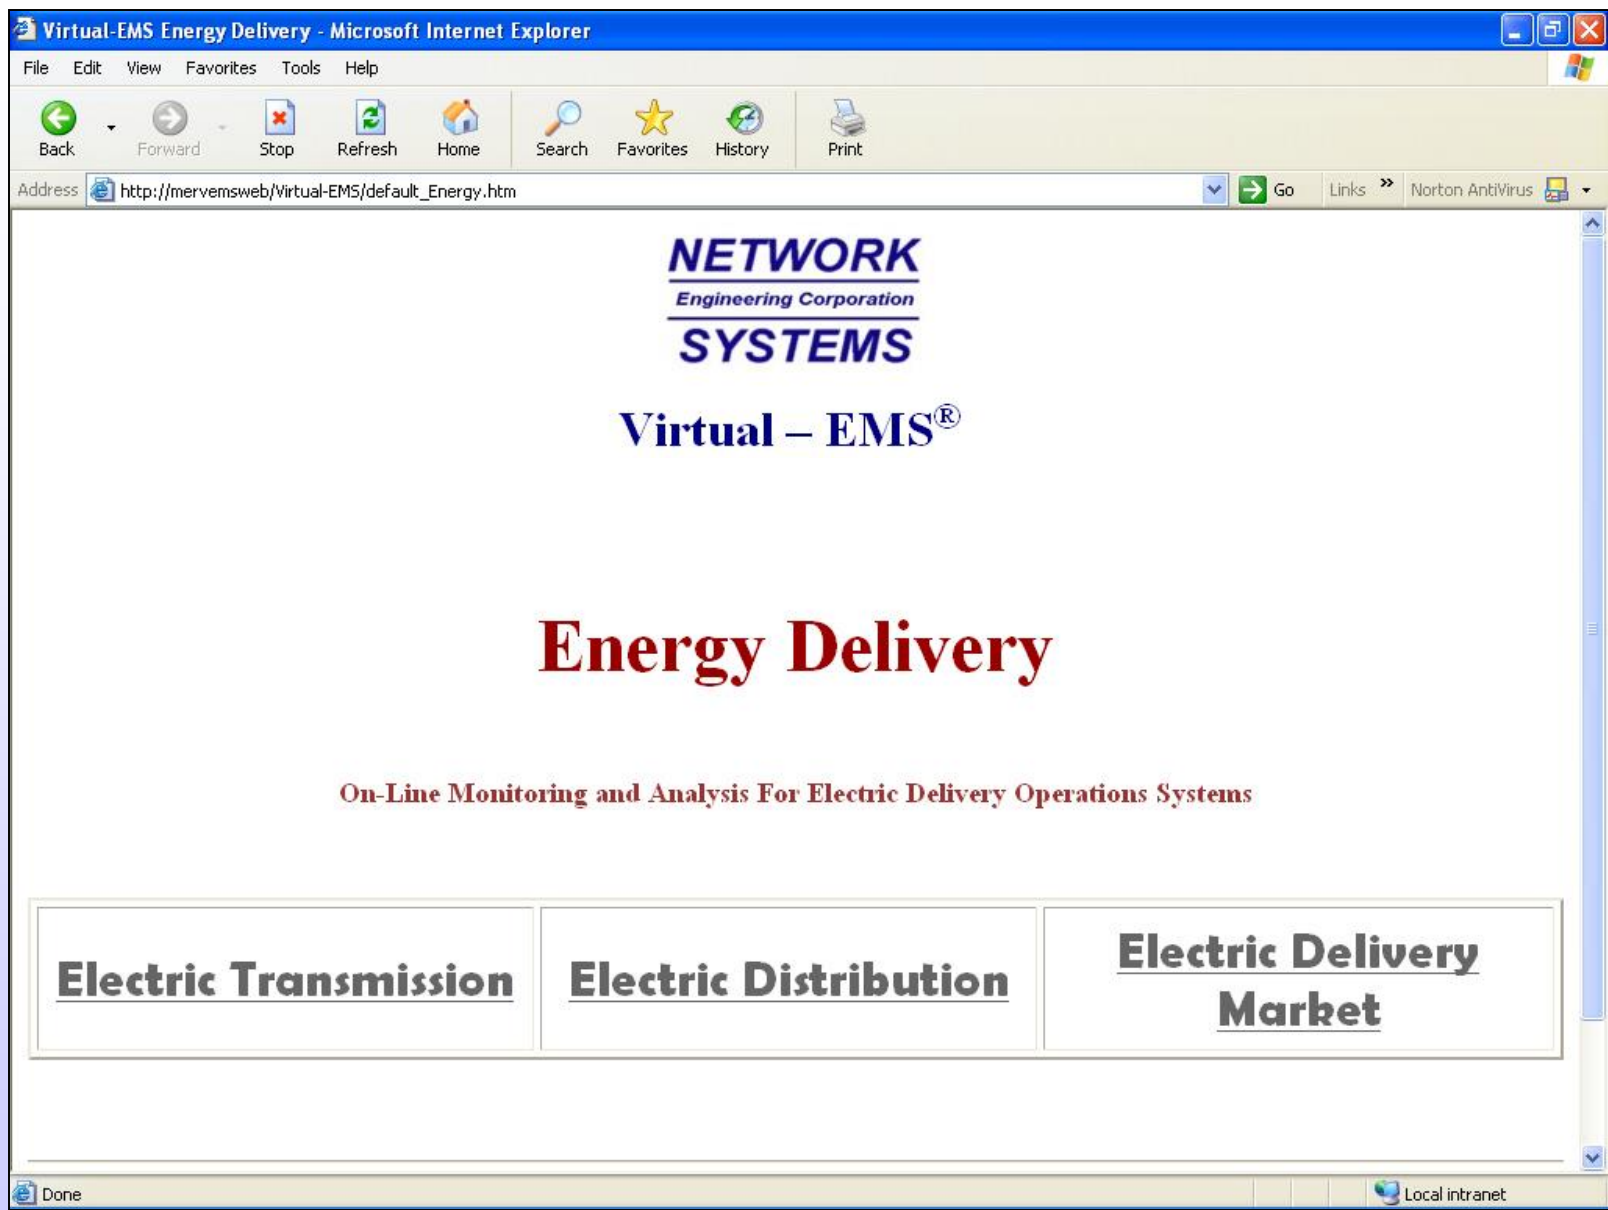 Virtual-EMS Energy Delivery - Microsoft Internet Explorer
File Edit View Favorites Tools Help
Back Forward Stop Refresh Home Search Favorites History Print
Address http://mervemsweb/Virtual-EMS/default_Energy.htm Go Links » Norton AntiVirus
NETWORK
Engineering Corporation
SYSTEMS
Virtual – EMS®
Energy Delivery
On-Line Monitoring and Analysis For Electric Delivery Operations Systems
Electric Transmission
Electric Distribution
Electric Delivery
Market
Done Local intranet